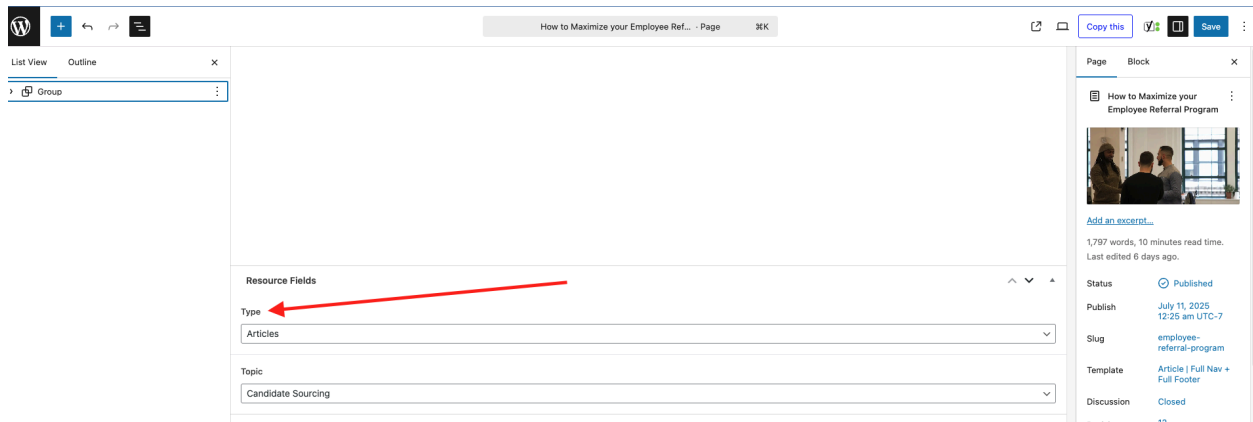 How to Maximize your Employee Ref... · Page ⌘K
Copy this
Save
List View Outline
Group
Resource Fields
Type
Articles
Topic
Candidate Sourcing
Page Block
How to Maximize your
Employee Referral Program
Add an excerpt...
1,797 words, 10 minutes read time.
Last edited 6 days ago.
Status Published
Publish July 11, 2025
12:25 am UTC-7
Slug employee-
referral-program
Template Article | Full Nav +
Full Footer
Discussion Closed